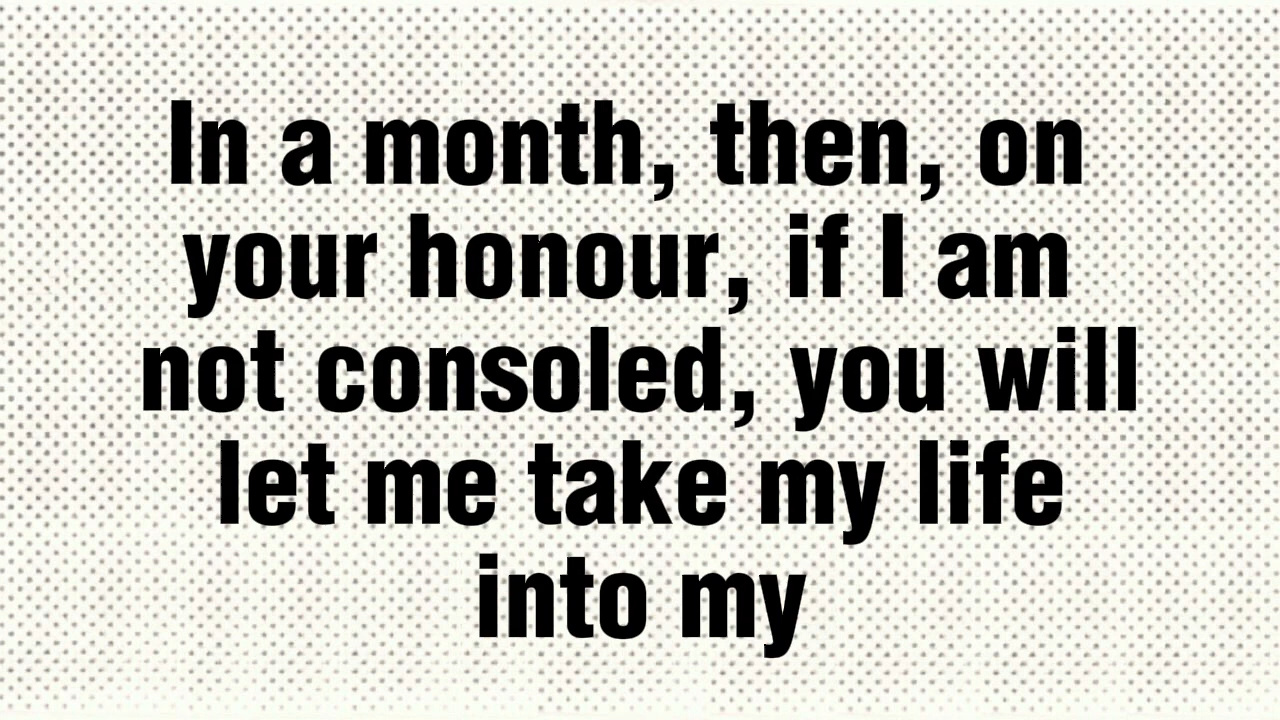 In a month, then, on
your honour, if I am
not consoled, you will
let me take my life
into my